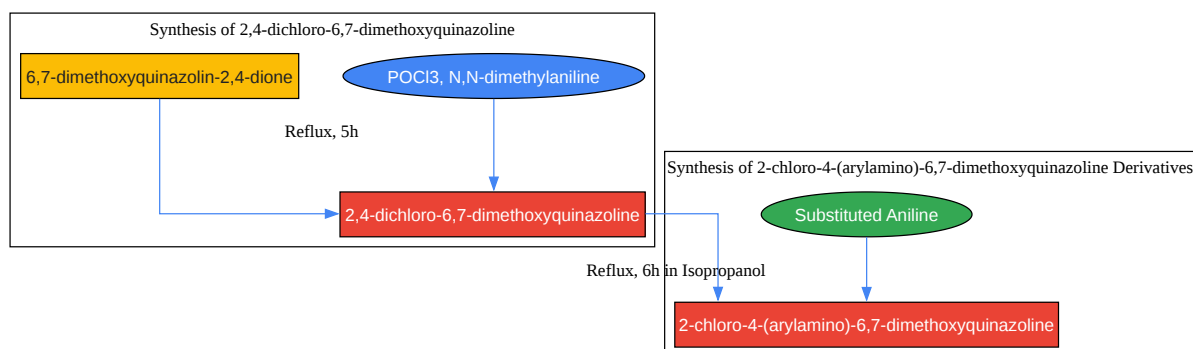 Synthesis of 2,4-dichloro-6,7-dimethoxyquinazoline
6,7-dimethoxyquinazolin-2,4-dione
POCl3, N,N-dimethylaniline
Reflux, 5h
2,4-dichloro-6,7-dimethoxyquinazoline
Synthesis of 2-chloro-4-(arylamino)-6,7-dimethoxyquinazoline Derivatives
Substituted Aniline
Reflux, 6h in Isopropanol
2-chloro-4-(arylamino)-6,7-dimethoxyquinazoline